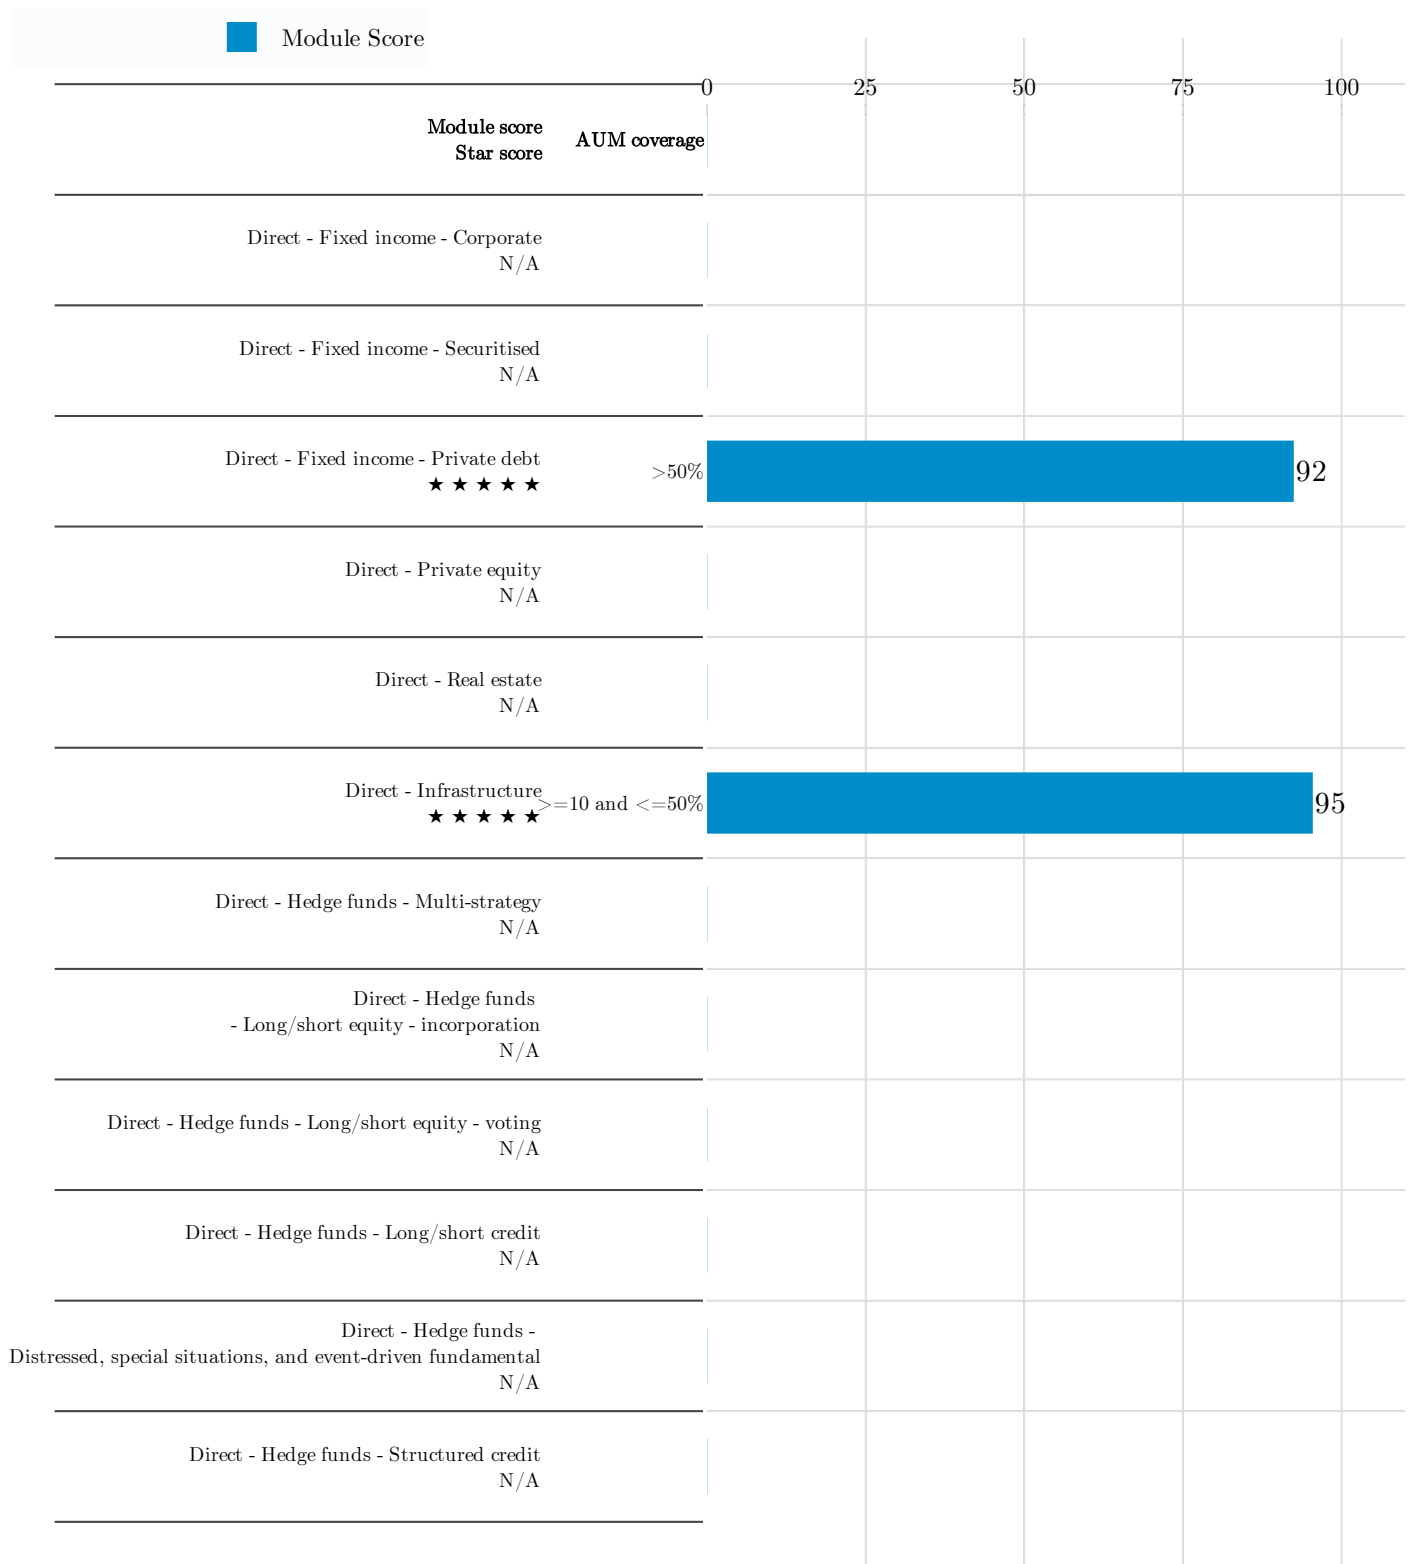 Module Score
0 25 50 75 100
Module score
Star score
AUM coverage
Direct - Fixed income - Corporate
N/A
Direct - Fixed income - Securitised
N/A
Direct - Fixed income - Private debt
★ ★ ★ ★ ★
>50%
92
Direct - Private equity
N/A
Direct - Real estate
N/A
Direct - Infrastructure
★ ★ ★ ★ ★
>=10 and <=50%
95
Direct - Hedge funds - Multi-strategy
N/A
Direct - Hedge funds
- Long/short equity - incorporation
N/A
Direct - Hedge funds - Long/short equity - voting
N/A
Direct - Hedge funds - Long/short credit
N/A
Direct - Hedge funds -
Distressed, special situations, and event-driven fundamental
N/A
Direct - Hedge funds - Structured credit
N/A